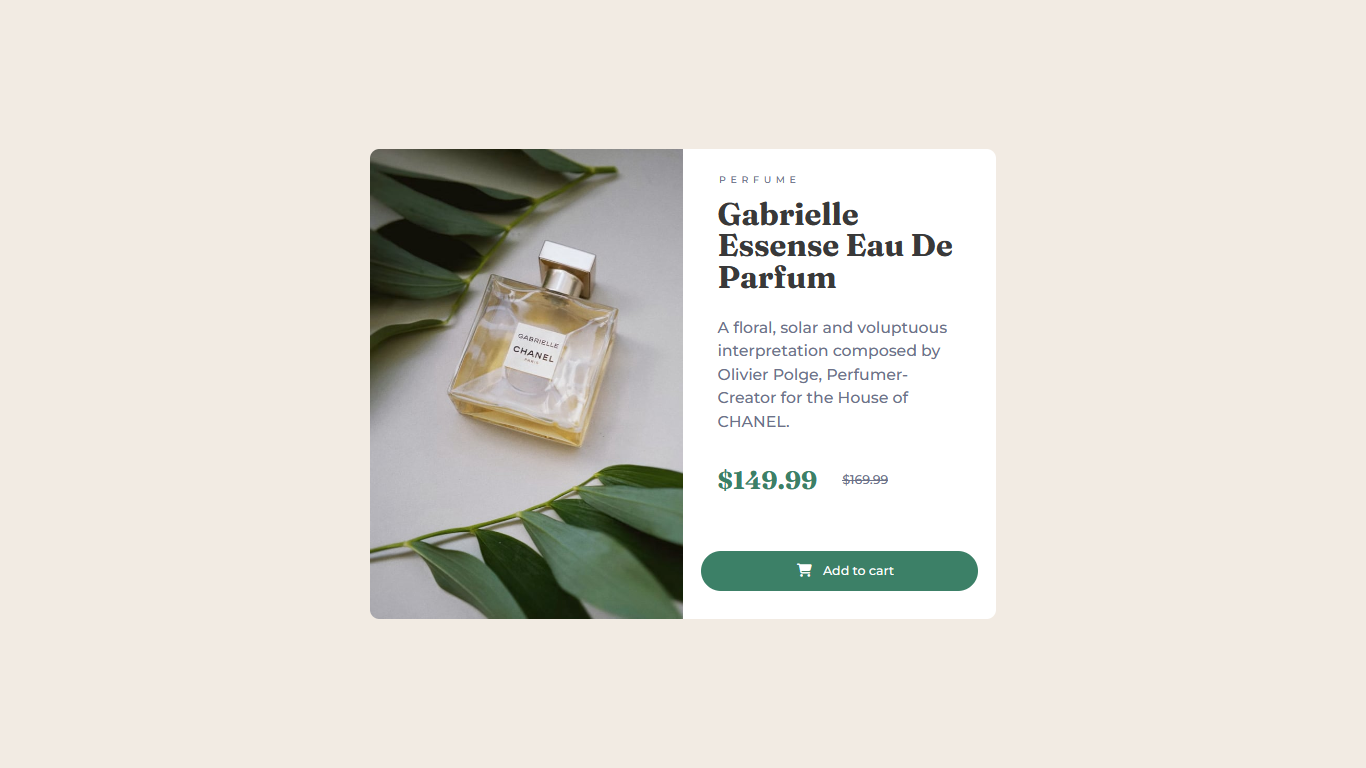 PERFUME
Gabrielle
Essense Eau De
Parfum
A floral, solar and voluptuous
interpretation composed by
Olivier Polge, Perfumer-
Creator for the House of
CHANEL.
$149.99 $169.99
Add to cart
GABRIELLE
CHANEL
PARIS